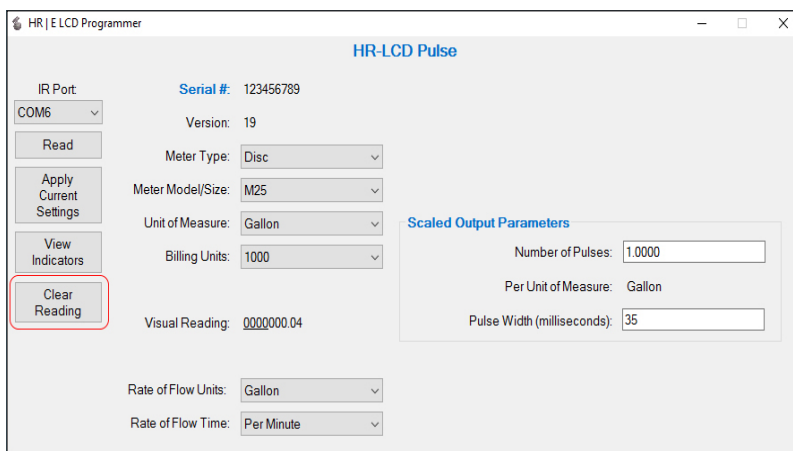 HR | E LCD Programmer
HR-LCD Pulse
IR Port:
COM6
Read
Apply
Current
Settings
View
Indicators
Clear
Reading
Serial #: 123456789
Version: 19
Meter Type: Disc
Meter Model/Size: M25
Unit of Measure: Gallon
Billing Units: 1000
Visual Reading: 0000000.04
Rate of Flow Units: Gallon
Rate of Flow Time: Per Minute
Scaled Output Parameters
Number of Pulses: 1.0000
Per Unit of Measure: Gallon
Pulse Width (milliseconds): 35